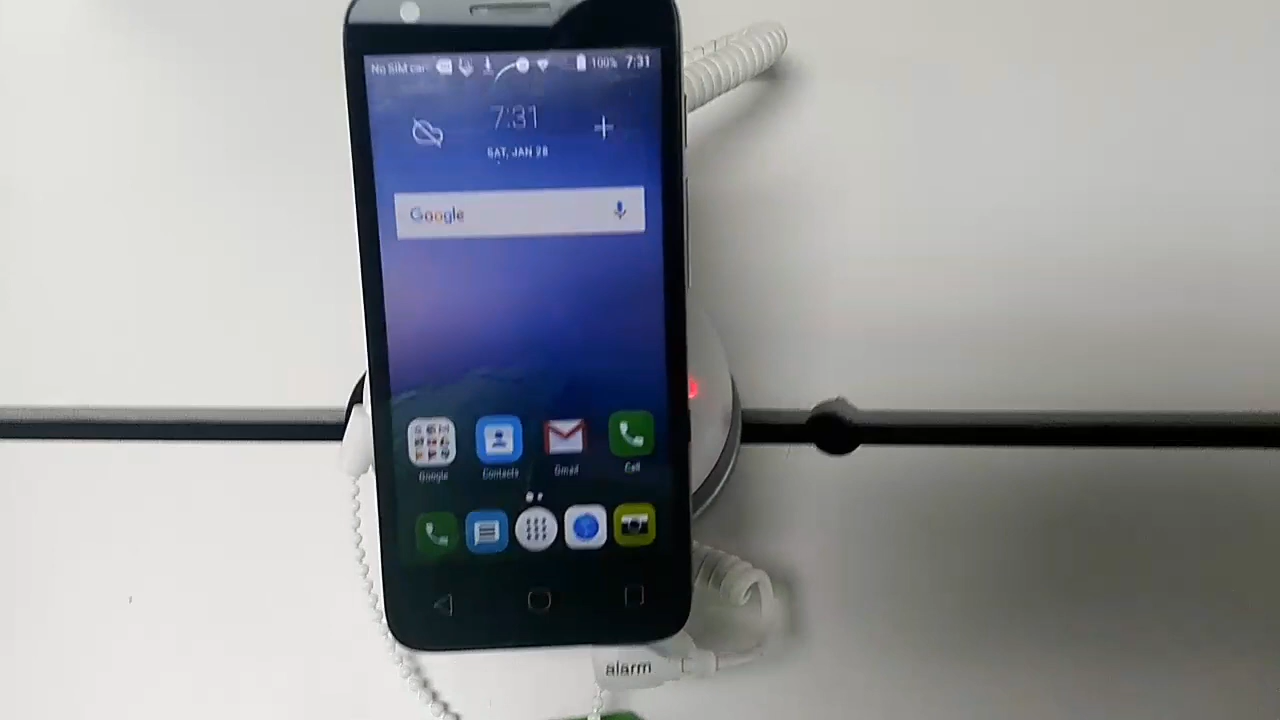 No SIM car 100% 7:31
7:31
SAT, JAN 28
Google
Google Contacts Gmail Call
alarm